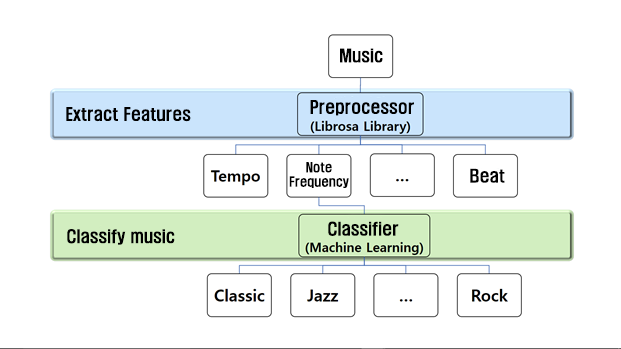 Music
Extract Features
Preprocessor
(Librosa Library)
Tempo
Note
Frequency
...
Beat
Classify music
Classifier
(Machine Learning)
Classic
Jazz
...
Rock